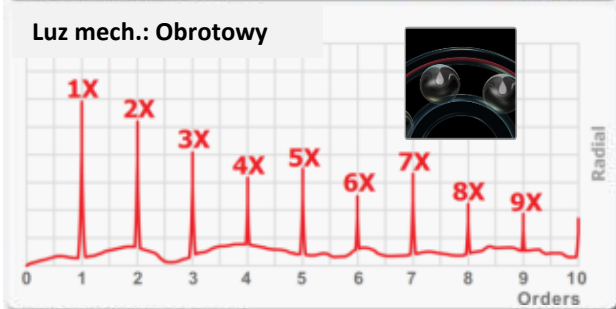 Luz mech.: Obrotowy
1X
2X
3X
4X
5X
6X
7X
8X
9X
Radial
0 1 2 3 4 5 6 7 8 9 10
Orders